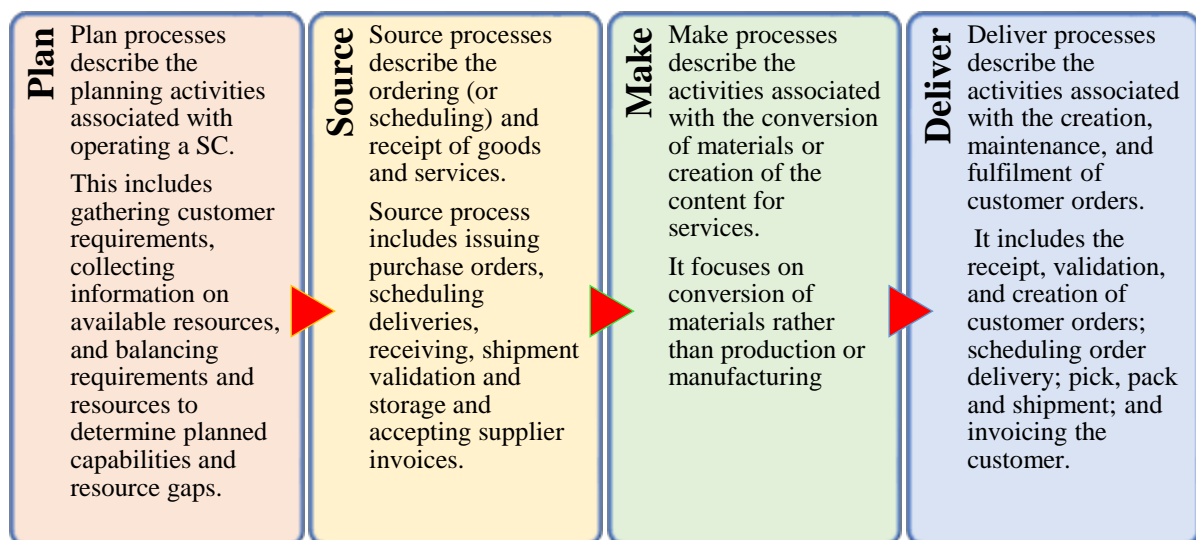 Plan
Plan processes
describe the
planning activities
associated with
operating a SC.
This includes
gathering customer
requirements,
collecting
information on
available resources,
and balancing
requirements and
resources to
determine planned
capabilities and
resource gaps.
Source
Source processes
describe the
ordering (or
scheduling) and
receipt of goods
and services.
Source process
includes issuing
purchase orders,
scheduling
deliveries,
receiving, shipment
validation and
storage and
accepting supplier
invoices.
Make
Make processes
describe the
activities associated
with the conversion
of materials or
creation of the
content for
services.
It focuses on
conversion of
materials rather
than production or
manufacturing
Deliver
Deliver processes
describe the
activities associated
with the creation,
maintenance, and
fulfilment of
customer orders.
It includes the
receipt, validation,
and creation of
customer orders;
scheduling order
delivery; pick, pack
and shipment; and
invoicing the
customer.